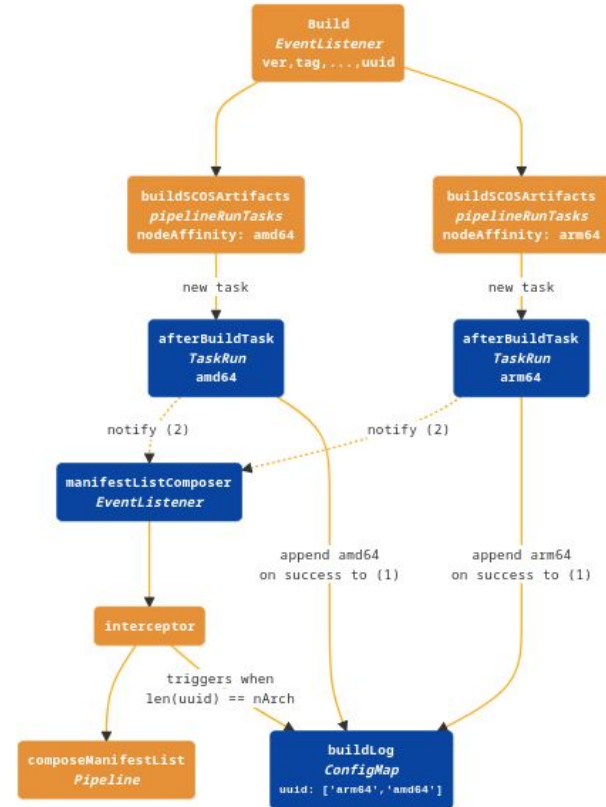 Build
EventListener
ver,tag,...,uuid
buildSCOSArtifacts
pipelineRunTasks
nodeAffinity: amd64
buildSCOSArtifacts
pipelineRunTasks
nodeAffinity: arm64
new task
new task
afterBuildTask
TaskRun
amd64
afterBuildTask
TaskRun
arm64
notify (2)
notify (2)
manifestListComposer
EventListener
append amd64
on success to (1)
append arm64
on success to (1)
interceptor
triggers when
len(uuid) == nArch
composeManifestList
Pipeline
buildLog
ConfigMap
uuid: ['arm64','amd64']